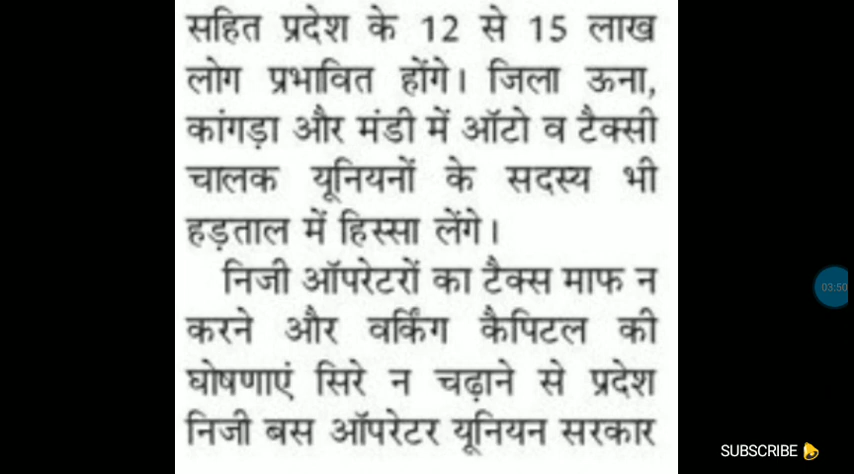 सहित प्रदेश के 12 से 15 लाख
लोग प्रभावित होंगे। जिला ऊना,
कांगड़ा और मंडी में ऑटो व टैक्सी
चालक यूनियनों के सदस्य भी
हड़ताल में हिस्सा लेंगे।
निजी ऑपरेटरों का टैक्स माफ न
करने और वर्किंग कैपिटल की
घोषणाएं सिरे न चढ़ाने से प्रदेश
निजी बस ऑपरेटर यूनियन सरकार
03:50
SUBSCRIBE